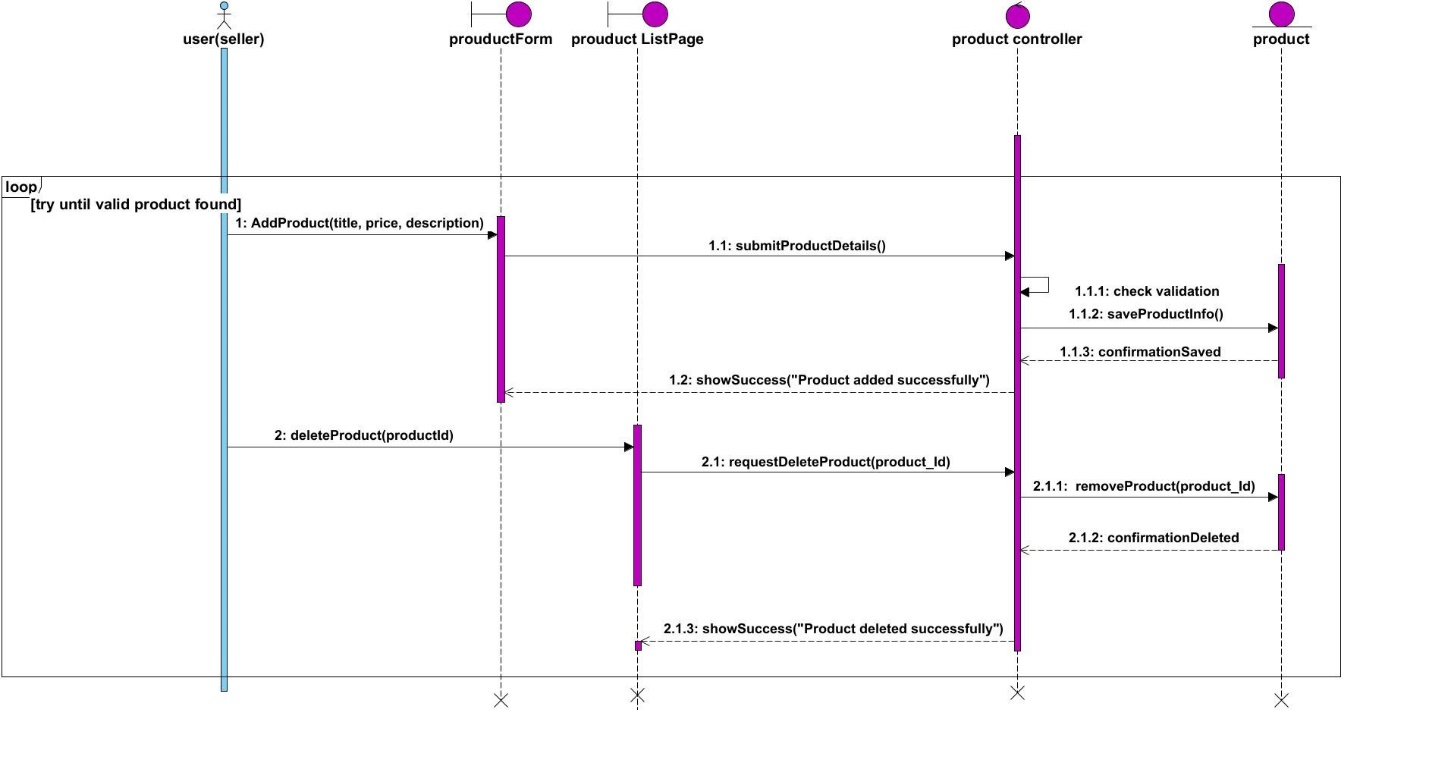 user(seller)
prouductForm
prouduct ListPage
product controller
product
loop
[try until valid product found]
1: AddProduct(title, price, description)
1.1: submitProductDetails()
1.1.1: check validation
1.1.2: saveProductInfo()
1.1.3: confirmationSaved
1.2: showSuccess("Product added successfully")
2: deleteProduct(productId)
2.1: requestDeleteProduct(product_Id)
2.1.1: removeProduct(product_Id)
2.1.2: confirmationDeleted
2.1.3: showSuccess("Product deleted successfully")